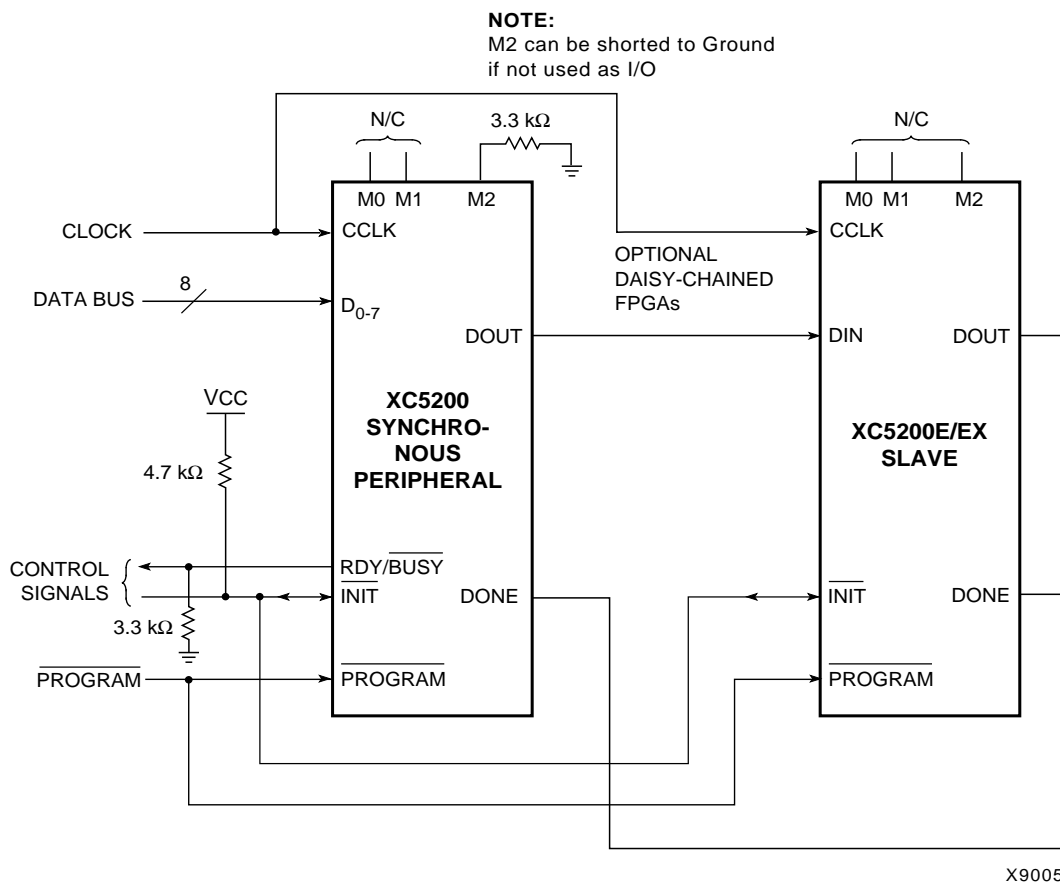 NOTE:
M2 can be shorted to Ground
if not used as I/O
N/C
3.3 kΩ
N/C
M0 M1 M2
M0 M1 M2
CLOCK
CCLK
CCLK
OPTIONAL
DAISY-CHAINED
FPGAs
DATA BUS
8
D0-7
DOUT
DIN
DOUT
VCC
4.7 kΩ
XC5200
SYNCHRO-
NOUS
PERIPHERAL
XC5200E/EX
SLAVE
CONTROL
SIGNALS
RDY/BUSY
INIT
DONE
INIT
DONE
3.3 kΩ
PROGRAM
PROGRAM
PROGRAM
X9005